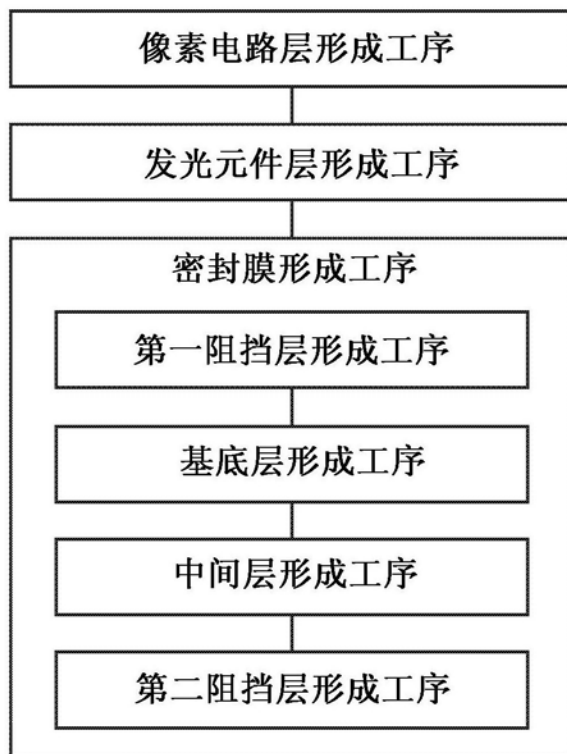 像素电路层形成工序
发光元件层形成工序
密封膜形成工序
第一阻挡层形成工序
基底层形成工序
中间层形成工序
第二阻挡层形成工序